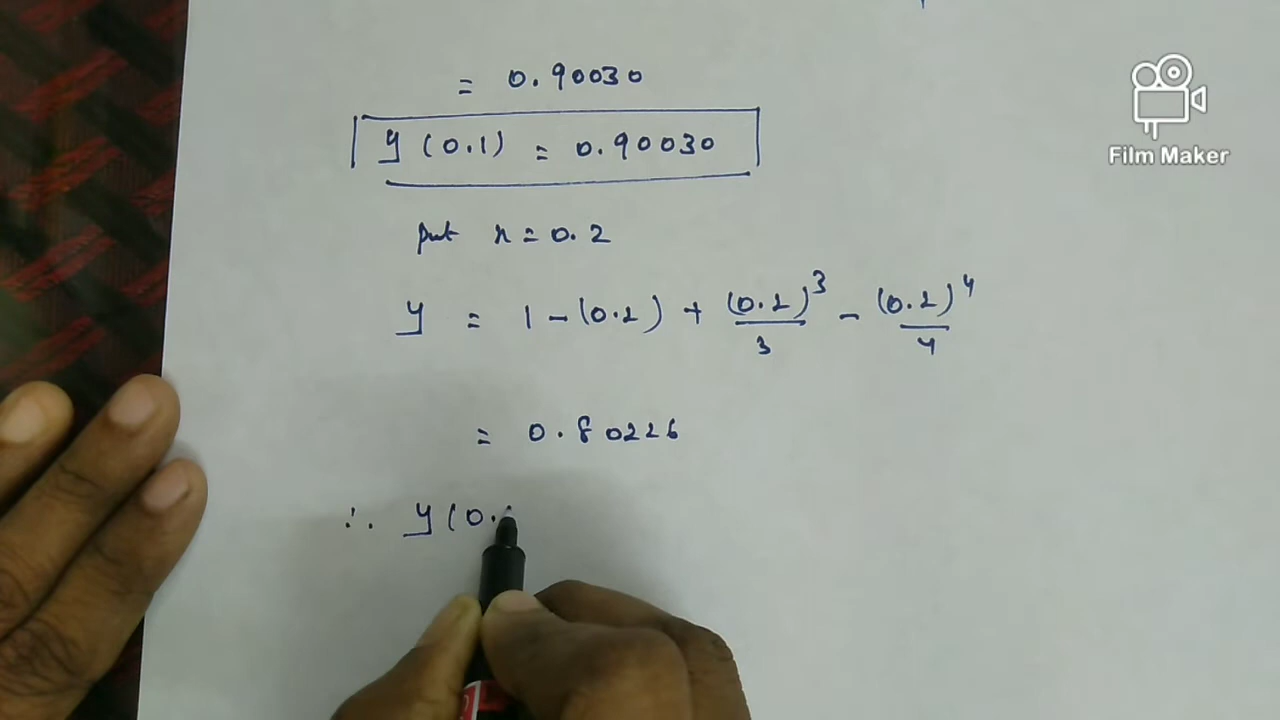 = 0.90030
y (0.1) = 0.90030
put x = 0.2
y = 1 - (0.2) + (0.2)^3/3 - (0.2)^4/4
= 0.80226
∴ y (0.
Film Maker